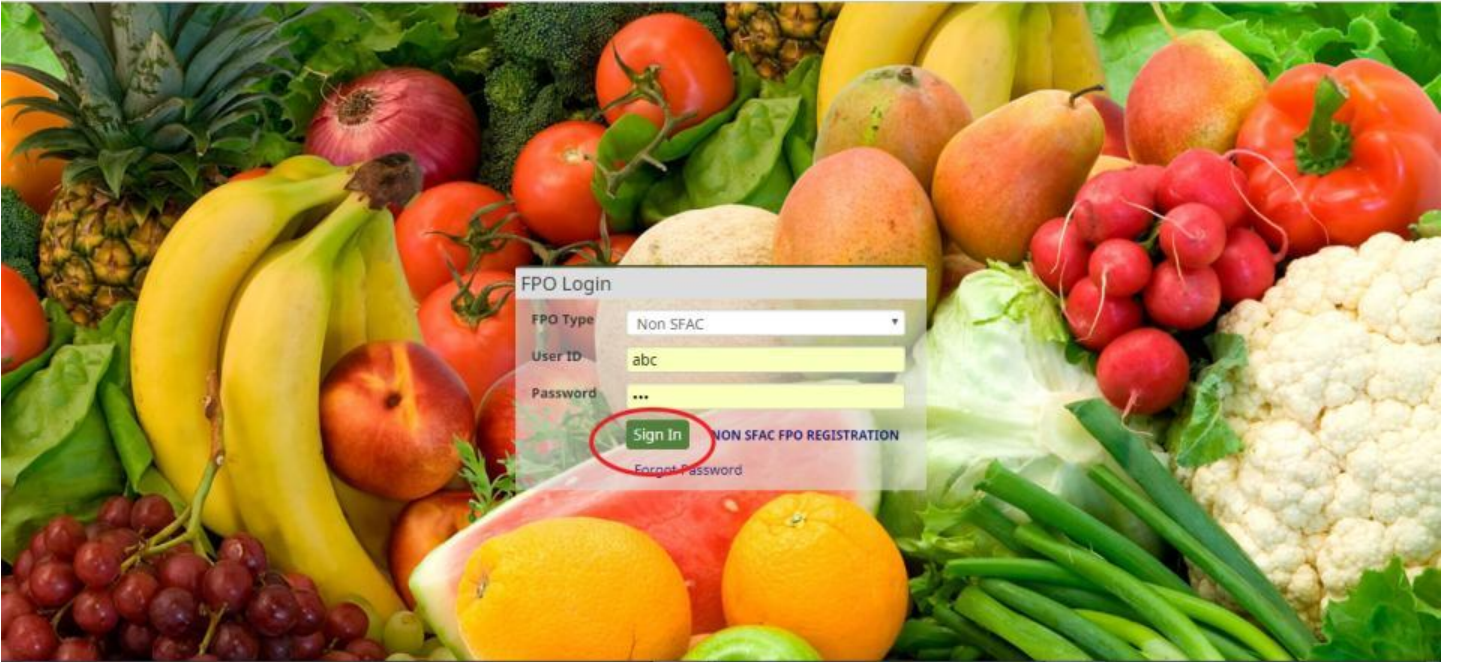 FPO Login
FPO Type Non SFAC
User ID abc
Password •••
Sign In NON SFAC FPO REGISTRATION
Forgot Password